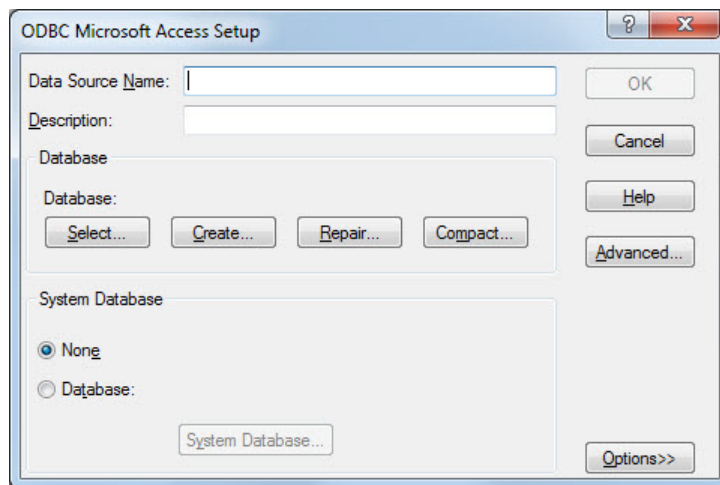 ODBC Microsoft Access Setup
Data Source Name:
OK
Description:
Cancel
Database
Database:
Help
Select...
Create...
Repair...
Compact...
Advanced...
System Database
None
Database:
System Database...
Options>>